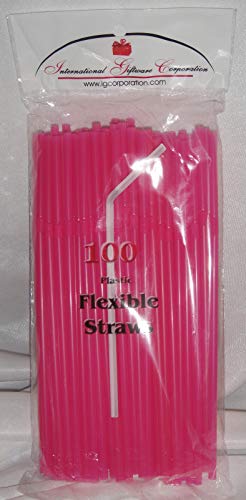 International Giftware Corporation
www.igcorporation.com
100
Plastic
Flexible
Straws